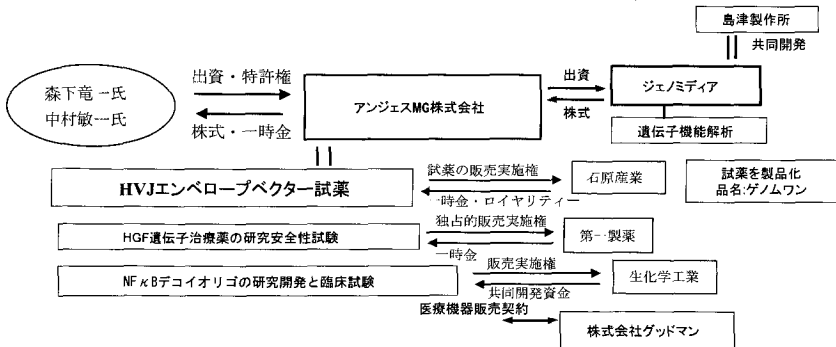 島津製作所
共同開発
森下竜一氏
中村敏一氏
出資・特許権
株式・一時金
アンジェスMG株式会社
出資
株式
ジェノミディア
遺伝子機能解析
HVJエンベロープベクター試薬
試薬の販売実施権
一時金・ロイヤリティー
石原産業
試薬を製品化
品名:ゲノムワン
HGF遺伝子治療薬の研究安全性試験
独占的販売実施権
一時金
第一製薬
NFκBデコイオリゴの研究開発と臨床試験
販売実施権
共同開発資金
生化学工業
医療機器販売契約
株式会社グッドマン